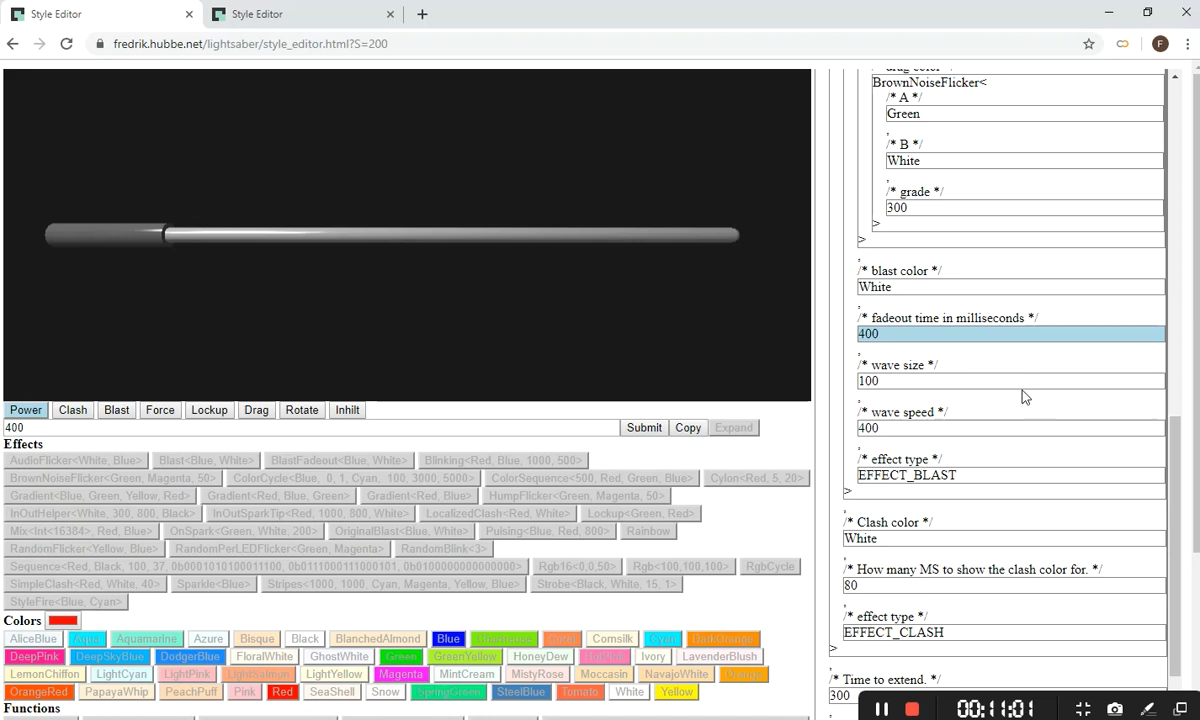 Style Editor
Style Editor
fredrik.hubbe.net/lightsaber/style_editor.html?S=200
F
BrownNoiseFlicker<
/* A */
Green
,
/* B */
White
,
/* grade */
300
>
>
,
/* blast color */
White
,
/* fadeout time in milliseconds */
400
,
/* wave size */
100
,
/* wave speed */
400
,
/* effect type */
EFFECT_BLAST
>
,
/* Clash color */
White
,
/* How many MS to show the clash color for. */
80
,
/* effect type */
EFFECT_CLASH
>
,
/* Time to extend. */
300
Power Clash Blast Force Lockup Drag Rotate Inhilt
400 Submit Copy Expand
Effects
AudioFlicker<White, Blue> Blast<Blue, White> BlastFadeout<Blue, White> Blinking<Red, Blue, 1000, 500>
BrownNoiseFlicker<Green, Magenta, 50> ColorCycle<Blue, 0, 1, Cyan, 100, 3000, 5000> ColorSequence<500, Red, Green, Blue> Cylon<Red, 5, 20>
Gradient<Blue, Green, Yellow, Red> Gradient<Red, Blue, Green> Gradient<Red, Blue> HumpFlicker<Green, Magenta, 50>
InOutHelper<White, 300, 800, Black> InOutSparkTip<Red, 1000, 800, White> LocalizedClash<Red, White> Lockup<Green, Red>
Mix<Int<16384>, Red, Blue> OnSpark<Green, White, 200> OriginalBlast<Blue, White> Pulsing<Blue, Red, 800> Rainbow
RandomFlicker<Yellow, Blue> RandomPerLEDFlicker<Green, Magenta> RandomBlink<3>
Sequence<Red, Black, 100, 37, 0b0001010100011100, 0b0111000111000101, 0b0100000000000000> Rgb16<0,0,50> Rgb<100,100,100> RgbCycle
SimpleClash<Red, White, 40> Sparkle<Blue> Stripes<1000, 1000, Cyan, Magenta, Yellow, Blue> Strobe<Black, White, 15, 1>
StyleFire<Blue, Cyan>
Colors
AliceBlue Aqua Aquamarine Azure Bisque Black BlanchedAlmond Blue Chartreuse Coral Cornsilk Cyan DarkOrange
DeepPink DeepSkyBlue DodgerBlue FloralWhite GhostWhite Green GreenYellow HoneyDew HotPink Ivory LavenderBlush
LemonChiffon LightCyan LightPink LightSalmon LightYellow Lime Magenta MintCream MistyRose Moccasin NavajoWhite Orange
OrangeRed PapayaWhip PeachPuff Pink Red SeaShell Snow SpringGreen SteelBlue Tomato White Yellow
Functions
00:11:01